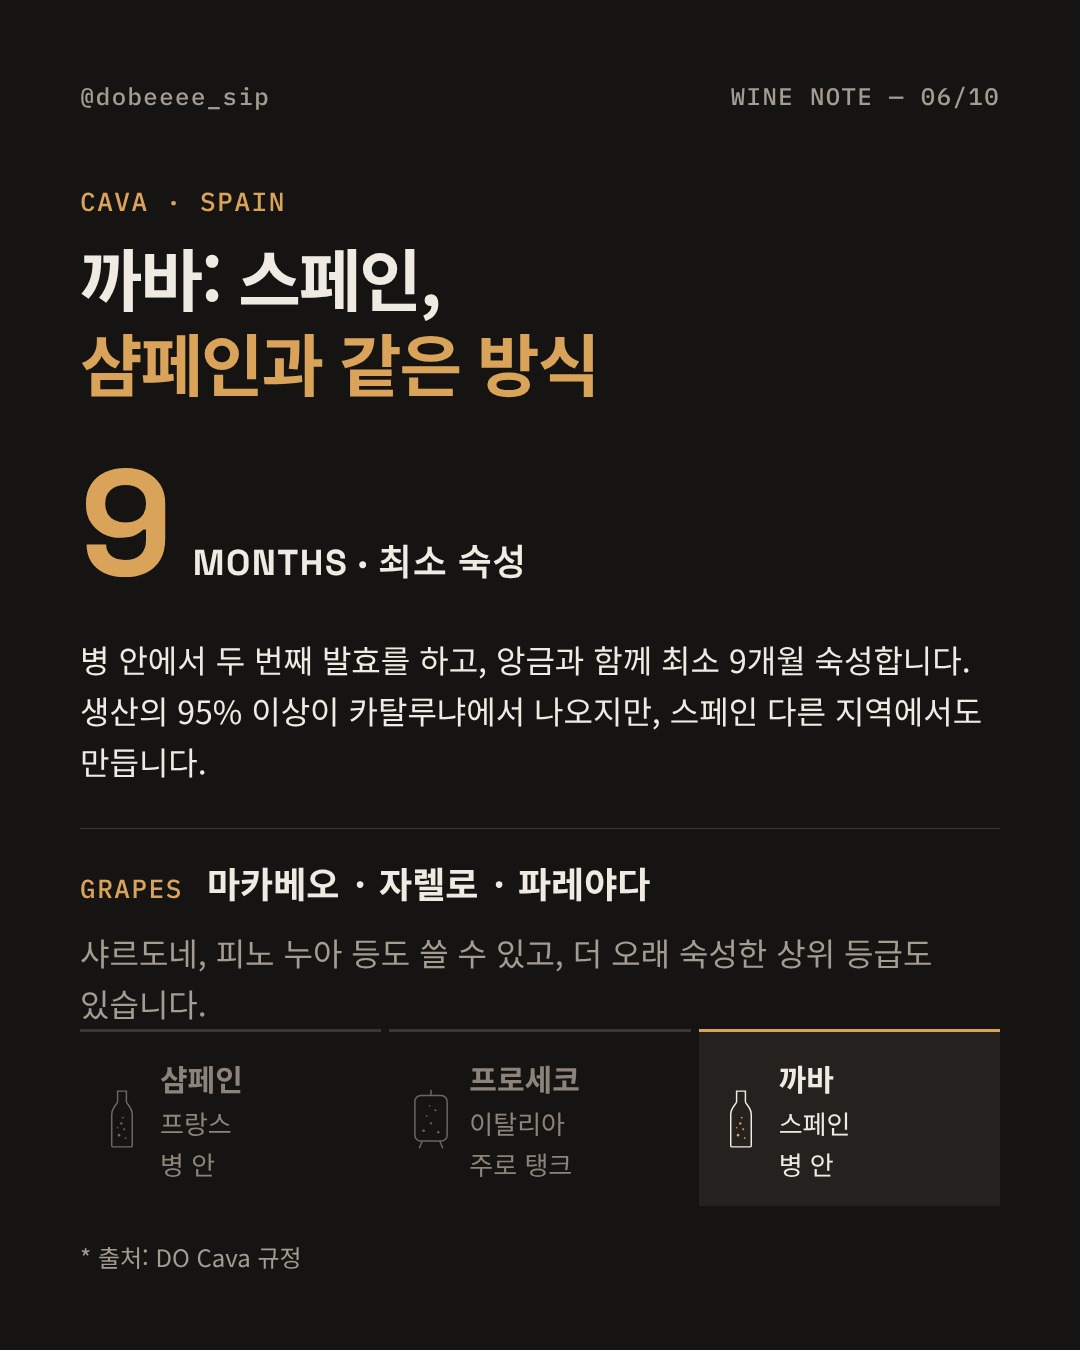 @dobeeee_sip
WINE NOTE — 06/10
CAVA · SPAIN
까바: 스페인,
샴페인과 같은 방식
9 MONTHS · 최소 숙성
병 안에서 두 번째 발효를 하고, 앙금과 함께 최소 9개월 숙성합니다.
생산의 95% 이상이 카탈루냐에서 나오지만, 스페인 다른 지역에서도
만듭니다.
GRAPES 마카베오 · 자렐로 · 파레야다
샤르도네, 피노 누아 등도 쓸 수 있고, 더 오래 숙성한 상위 등급도
있습니다.
샴페인
프랑스
병 안
프로세코
이탈리아
주로 탱크
까바
스페인
병 안
* 출처: DO Cava 규정